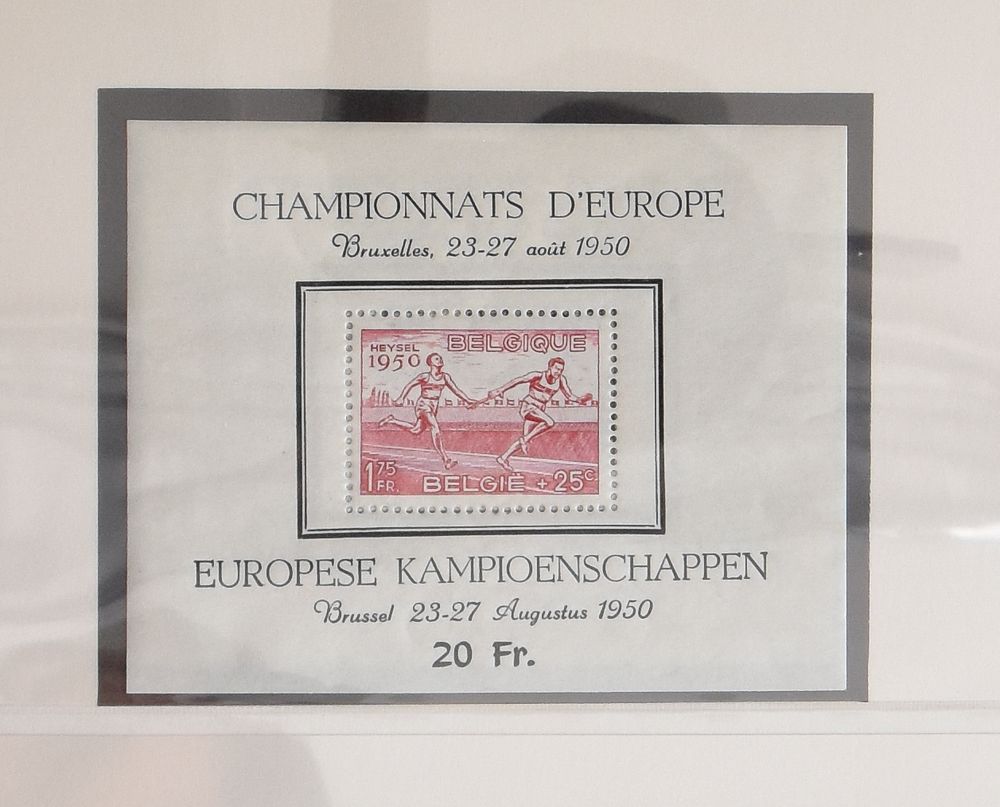 CHAMPIONNATS D'EUROPE
Bruxelles, 23-27 août 1950
HEYSEL BELGIQUE
1950
1.75 FR. BELGIË + 25C
EUROPESE KAMPIOENSCHAPPEN
Brussel 23-27 Augustus 1950
20 Fr.